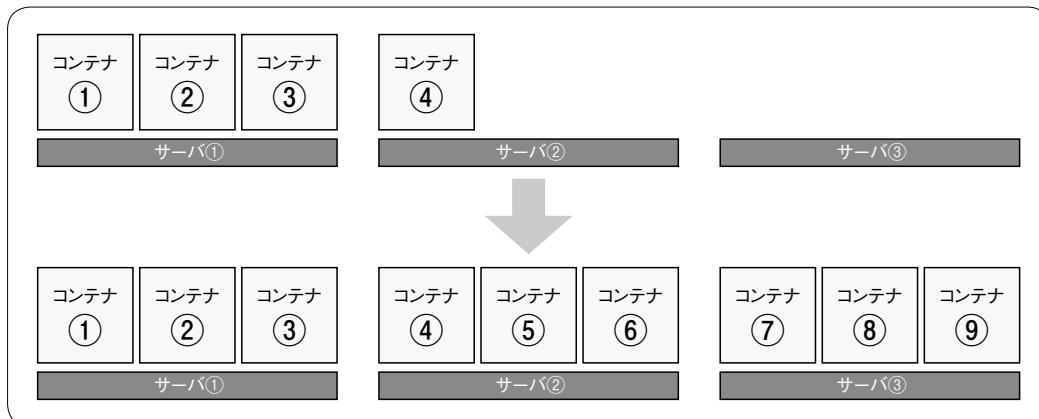 コンテナ
①
コンテナ
②
コンテナ
③
コンテナ
④
サーバ①
サーバ②
サーバ③
コンテナ
①
コンテナ
②
コンテナ
③
コンテナ
④
コンテナ
⑤
コンテナ
⑥
コンテナ
⑦
コンテナ
⑧
コンテナ
⑨
サーバ①
サーバ②
サーバ③